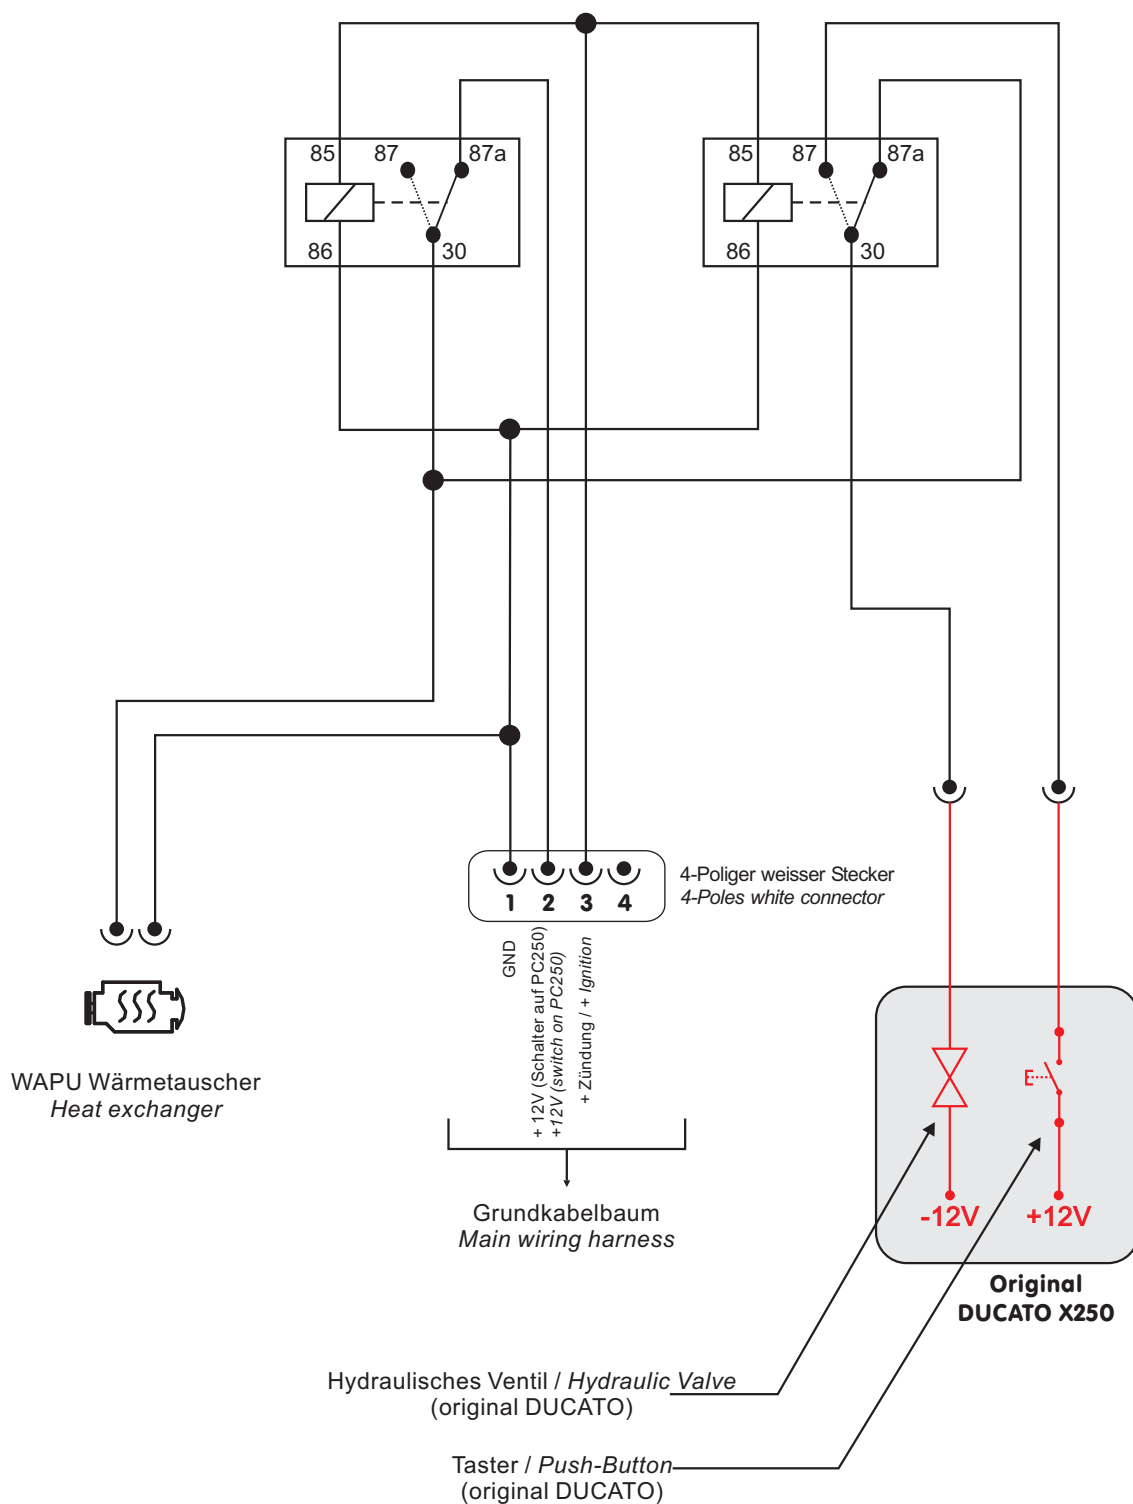 85 87 87a
86 30
85 87 87a
86 30
4-Poliger weisser Stecker
4-Poles white connector
1 2 3 4
GND
+ 12V (Schalter auf PC250)
+12V (switch on PC250)
+ Zündung / + Ignition
WAPU Wärmetauscher
Heat exchanger
Grundkabelbaum
Main wiring harness
-12V +12V
Original
DUCATO X250
Hydraulisches Ventil / Hydraulic Valve
(original DUCATO)
Taster / Push-Button
(original DUCATO)